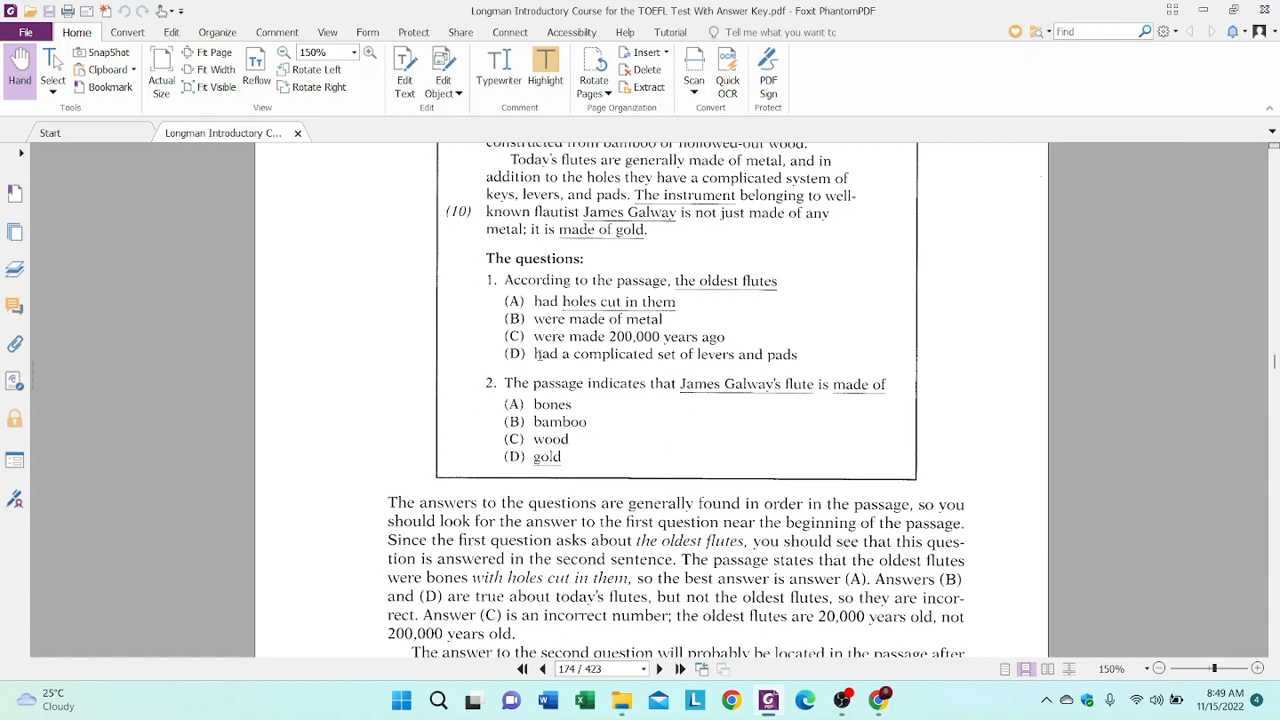 Longman Introductory Course for the TOEFL Test With Answer Key.pdf - Foxit PhantomPDF
File Home Convert Edit Organize Comment View Form Protect Share Connect Accessibility Help Tutorial Tell me what you want to Find
Hand
Select
SnapShot
Clipboard
Bookmark
Tools
Actual Size
Fit Page
Fit Width
Fit Visible
Reflow
150%
Rotate Left
Rotate Right
View
Edit Text
Edit Object
Edit
Typewriter
Highlight
Comment
Rotate Pages
Insert
Delete
Extract
Page Organization
Scan
Quick OCR
Convert
PDF Sign
Protect
Start Longman Introductory C...
constructed from bamboo or hollowed-out wood.
Today's flutes are generally made of metal, and in
addition to the holes they have a complicated system of
keys, levers, and pads. The instrument belonging to well-
(10) known flautist James Galway is not just made of any
metal; it is made of gold.
The questions:
1. According to the passage, the oldest flutes
(A) had holes cut in them
(B) were made of metal
(C) were made 200,000 years ago
(D) had a complicated set of levers and pads
2. The passage indicates that James Galway's flute is made of
(A) bones
(B) bamboo
(C) wood
(D) gold
The answers to the questions are generally found in order in the passage, so you
should look for the answer to the first question near the beginning of the passage.
Since the first question asks about the oldest flutes, you should see that this ques-
tion is answered in the second sentence. The passage states that the oldest flutes
were bones with holes cut in them, so the best answer is answer (A). Answers (B)
and (D) are true about today's flutes, but not the oldest flutes, so they are incor-
rect. Answer (C) is an incorrect number; the oldest flutes are 20,000 years old, not
200,000 years old.
The answer to the second question will probably be located in the passage after
174 / 423
150%
25°C
Cloudy
8:49 AM
11/15/2022
4